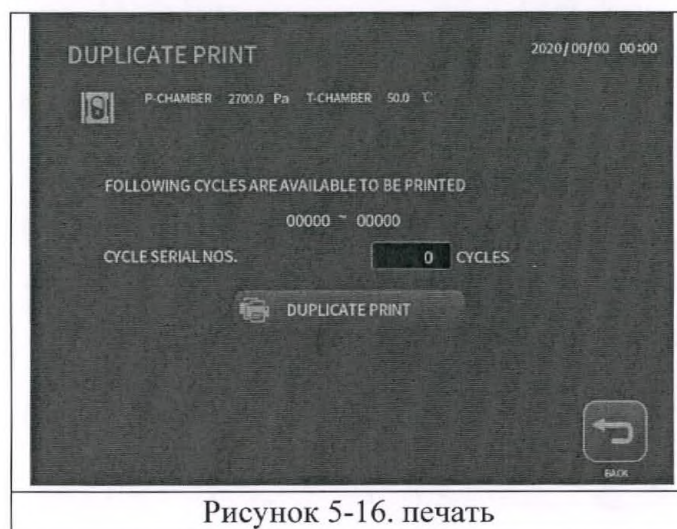 DUPLICATE PRINT 2020/00/00 00:00
P-CHAMBER 2700.0 Pa T-CHAMBER 50.0 ℃
FOLLOWING CYCLES ARE AVAILABLE TO BE PRINTED
00000 ~ 00000
CYCLE SERIAL NOS. 0 CYCLES
DUPLICATE PRINT
BACK
Рисунок 5-16. печать